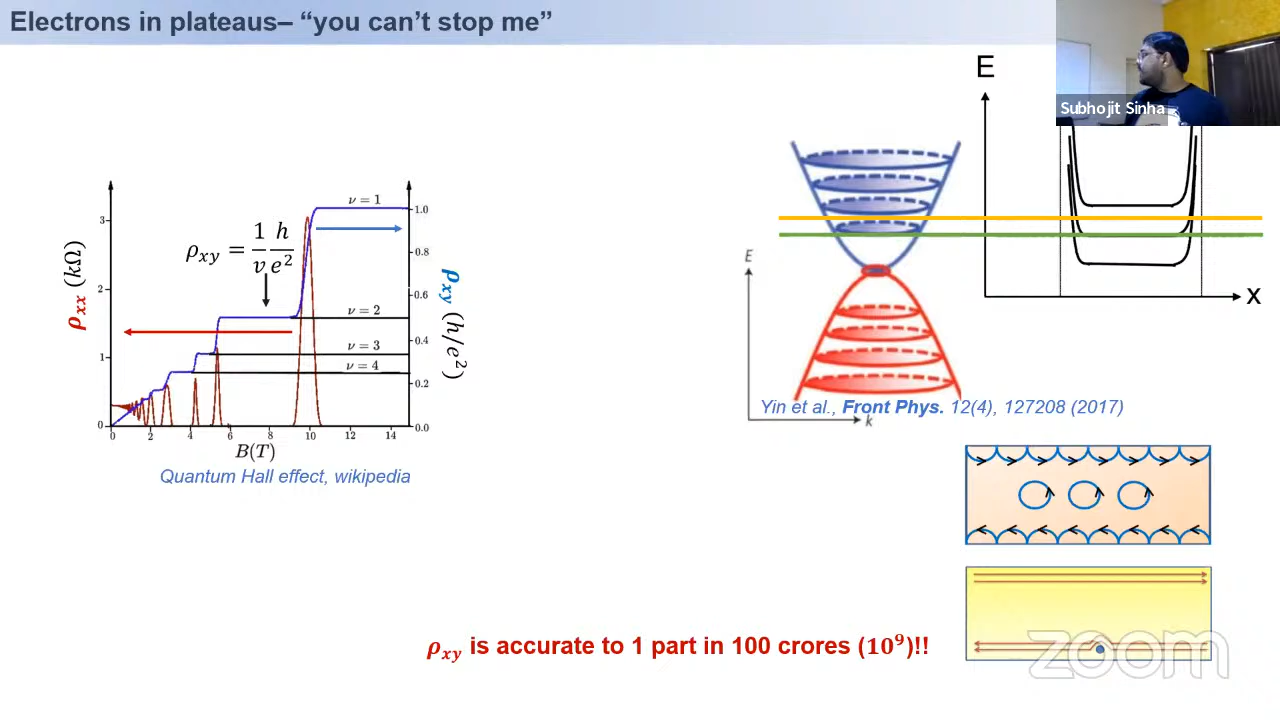 Electrons in plateaus– “you can’t stop me”
Subhojit Sinha
E
x
ρxx (kΩ)
3
2
1
0
ρxy = 1/ν h/e²
ν = 1
ν = 2
ν = 3
ν = 4
1.0
0.8
0.6
0.4
0.2
0.0
ρxy (h/e²)
0 2 4 6 8 10 12 14
B(T)
Quantum Hall effect, wikipedia
E
k
Yin et al., Front Phys. 12(4), 127208 (2017)
ρxy is accurate to 1 part in 100 crores (10⁹)!!
zoom